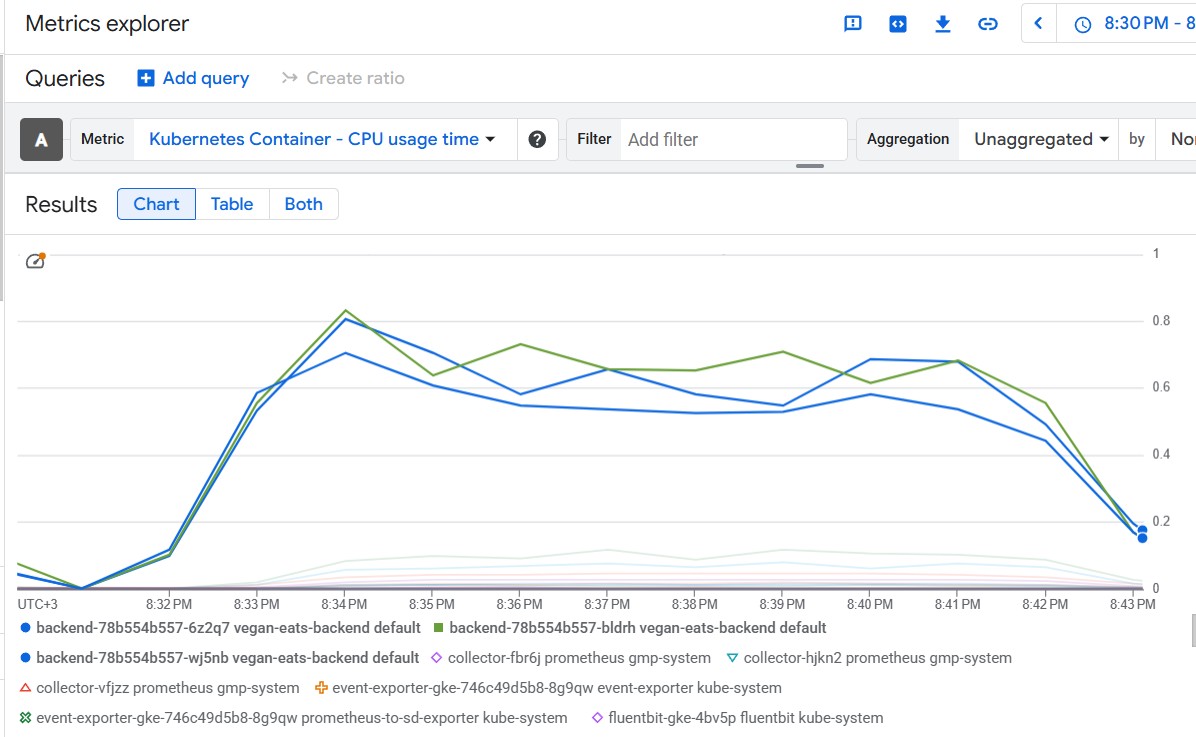 Metrics explorer
8:30 PM - 8
Queries Add query Create ratio
A Metric Kubernetes Container - CPU usage time ? Filter Add filter Aggregation Unaggregated by No
Results Chart Table Both
1
0.8
0.6
0.4
0.2
0
UTC+3 8:32 PM 8:33 PM 8:34 PM 8:35 PM 8:36 PM 8:37 PM 8:38 PM 8:39 PM 8:40 PM 8:41 PM 8:42 PM 8:43 PM
backend-78b554b557-6z2q7 vegan-eats-backend default backend-78b554b557-bldrh vegan-eats-backend default
backend-78b554b557-wj5nb vegan-eats-backend default collector-fbr6j prometheus gmp-system collector-hjkn2 prometheus gmp-system
collector-vfjzz prometheus gmp-system event-exporter-gke-746c49d5b8-8g9qw event-exporter kube-system
event-exporter-gke-746c49d5b8-8g9qw prometheus-to-sd-exporter kube-system fluentbit-gke-4bv5p fluentbit kube-system